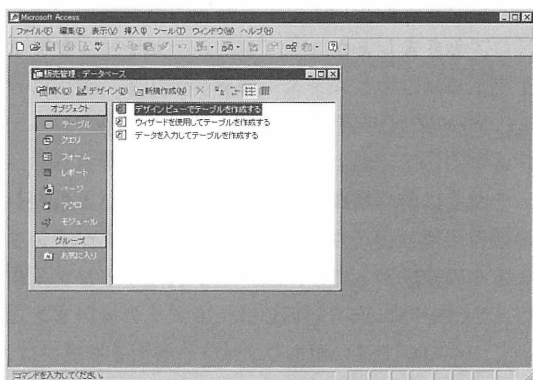 Microsoft Access
ファイル(F) 編集(E) 表示(V) 挿入(I) ツール(T) ウィンドウ(W) ヘルプ(H)
販売管理 : データベース
開く(O) デザイン(D) 新規作成(N)
オブジェクト
テーブル
クエリ
フォーム
レポート
ページ
マクロ
モジュール
グループ
お気に入り
デザイン ビューでテーブルを作成する
ウィザードを使用してテーブルを作成する
データを入力してテーブルを作成する
コマンドを入力してください。